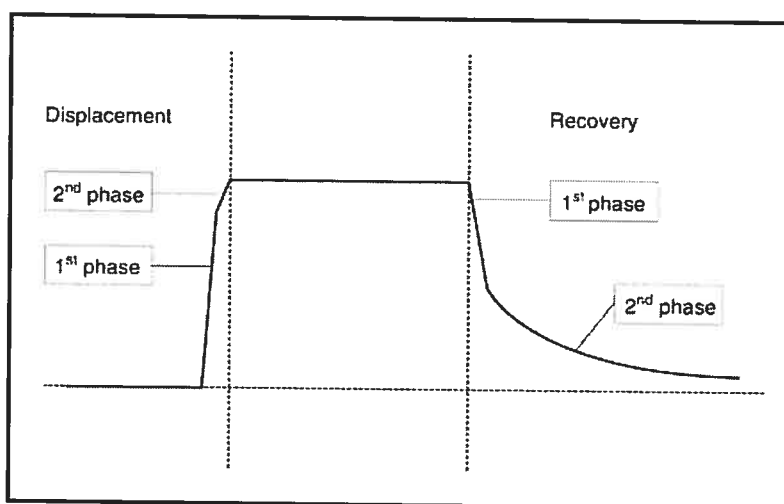 Displacement
Recovery
2nd phase
1st phase
1st phase
2nd phase